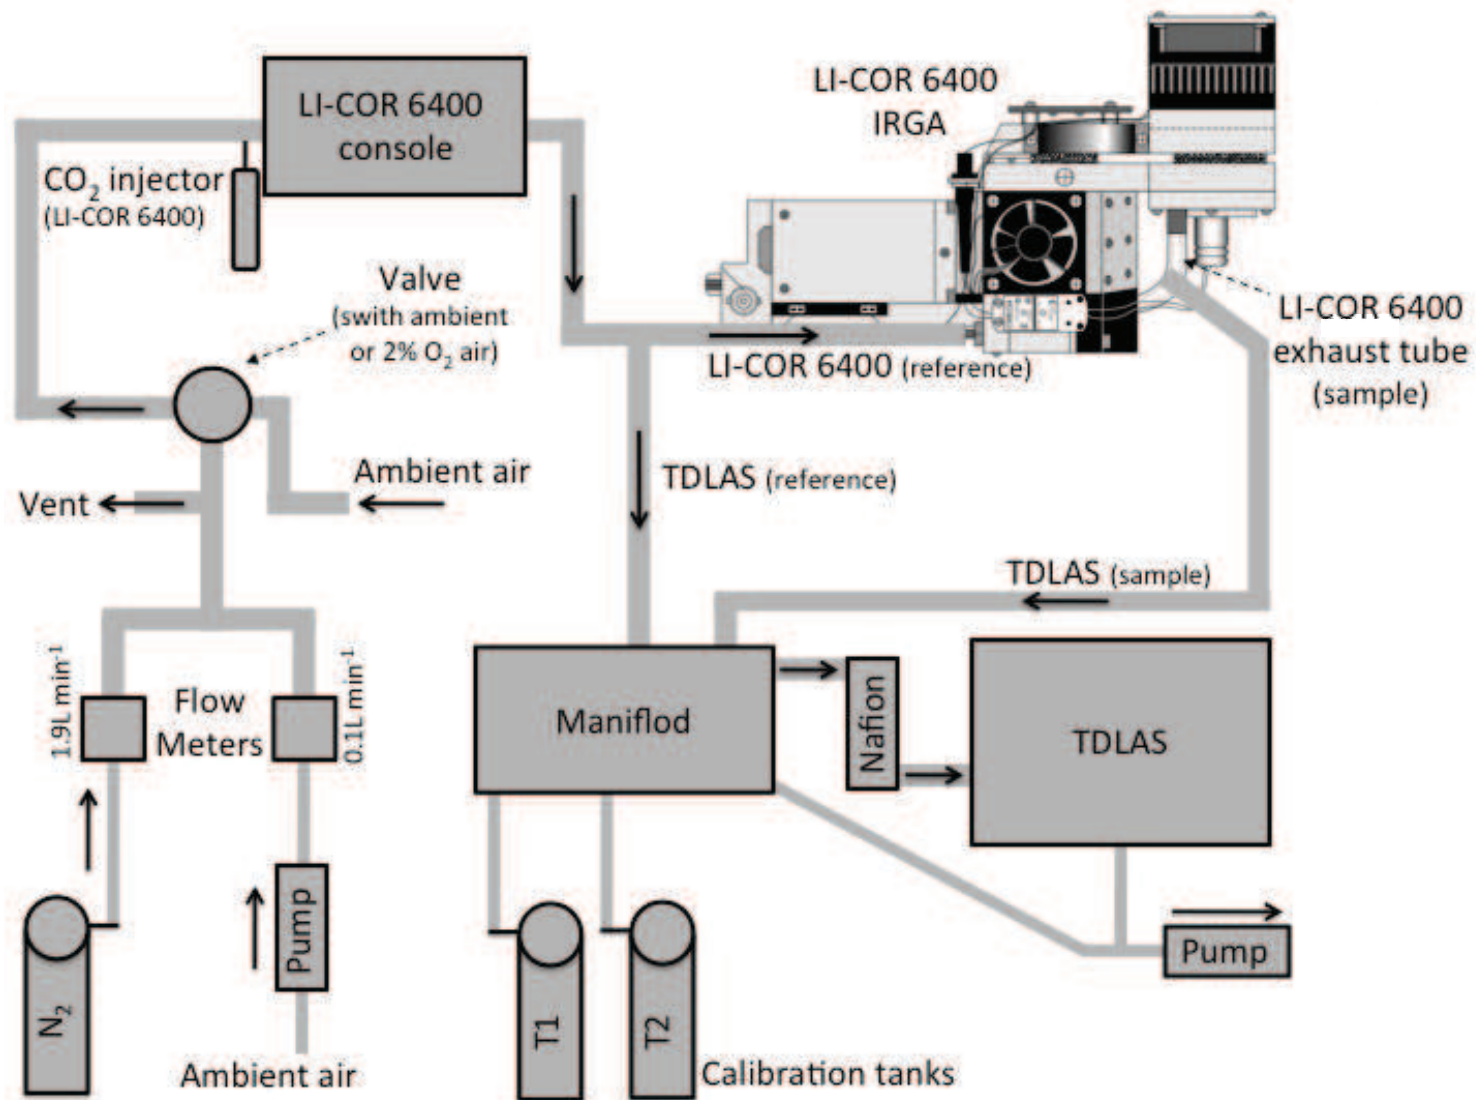 LI-COR 6400
console
LI-COR 6400
IRGA
CO₂ injector
(LI-COR 6400)
Valve
(swith ambient
or 2% O₂ air)
LI-COR 6400
exhaust tube
(sample)
LI-COR 6400 (reference)
Ambient air
Vent
TDLAS (reference)
TDLAS (sample)
1.9L min⁻¹
Flow
Meters
0.1L min⁻¹
Maniflod
Nafion
TDLAS
N₂
Pump
T1
T2
Pump
Ambient air
Calibration tanks